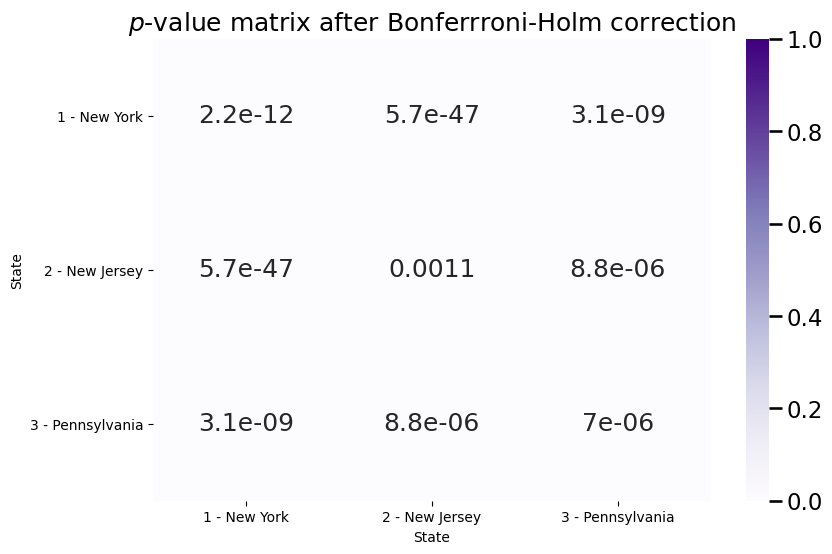 p-value matrix after Bonferrroni-Holm correction
1 - New York
2.2e-12
5.7e-47
3.1e-09
2 - New Jersey
5.7e-47
0.0011
8.8e-06
3 - Pennsylvania
3.1e-09
8.8e-06
7e-06
State
1 - New York
2 - New Jersey
3 - Pennsylvania
State
1.0
0.8
0.6
0.4
0.2
0.0